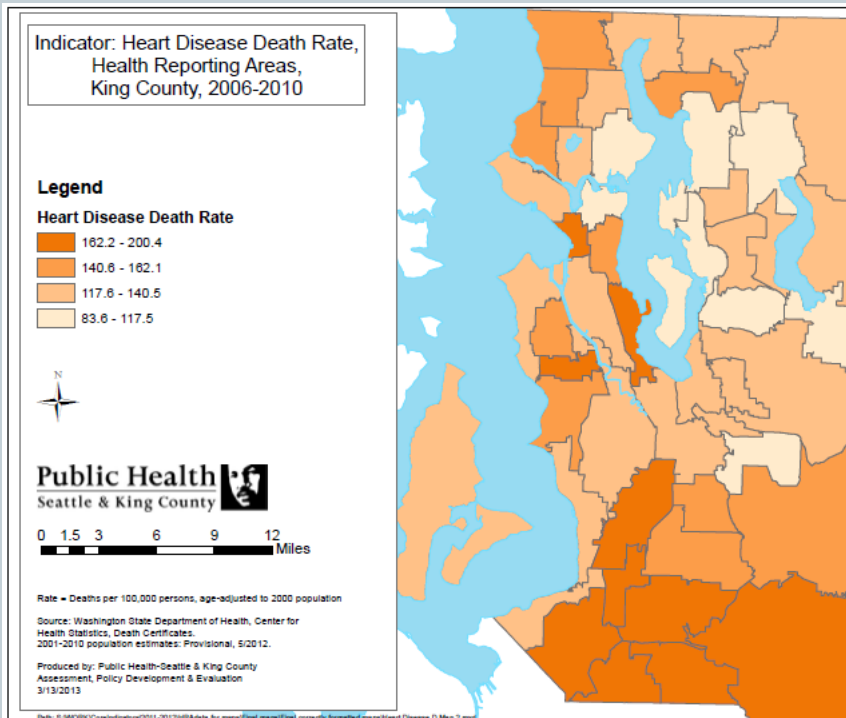 Indicator: Heart Disease Death Rate,
Health Reporting Areas,
King County, 2006-2010
Legend
Heart Disease Death Rate
162.2 - 200.4
140.6 - 162.1
117.6 - 140.5
83.6 - 117.5
N
Public Health
Seattle & King County
0 1.5 3 6 9 12
Miles
Rate = Deaths per 100,000 persons, age-adjusted to 2000 population
Source: Washington State Department of Health, Center for
Health Statistics, Death Certificates.
2001-2010 population estimates: Provisional, 5/2012.
Produced by: Public Health-Seattle & King County
Assessment, Policy Development & Evaluation
3/13/2013